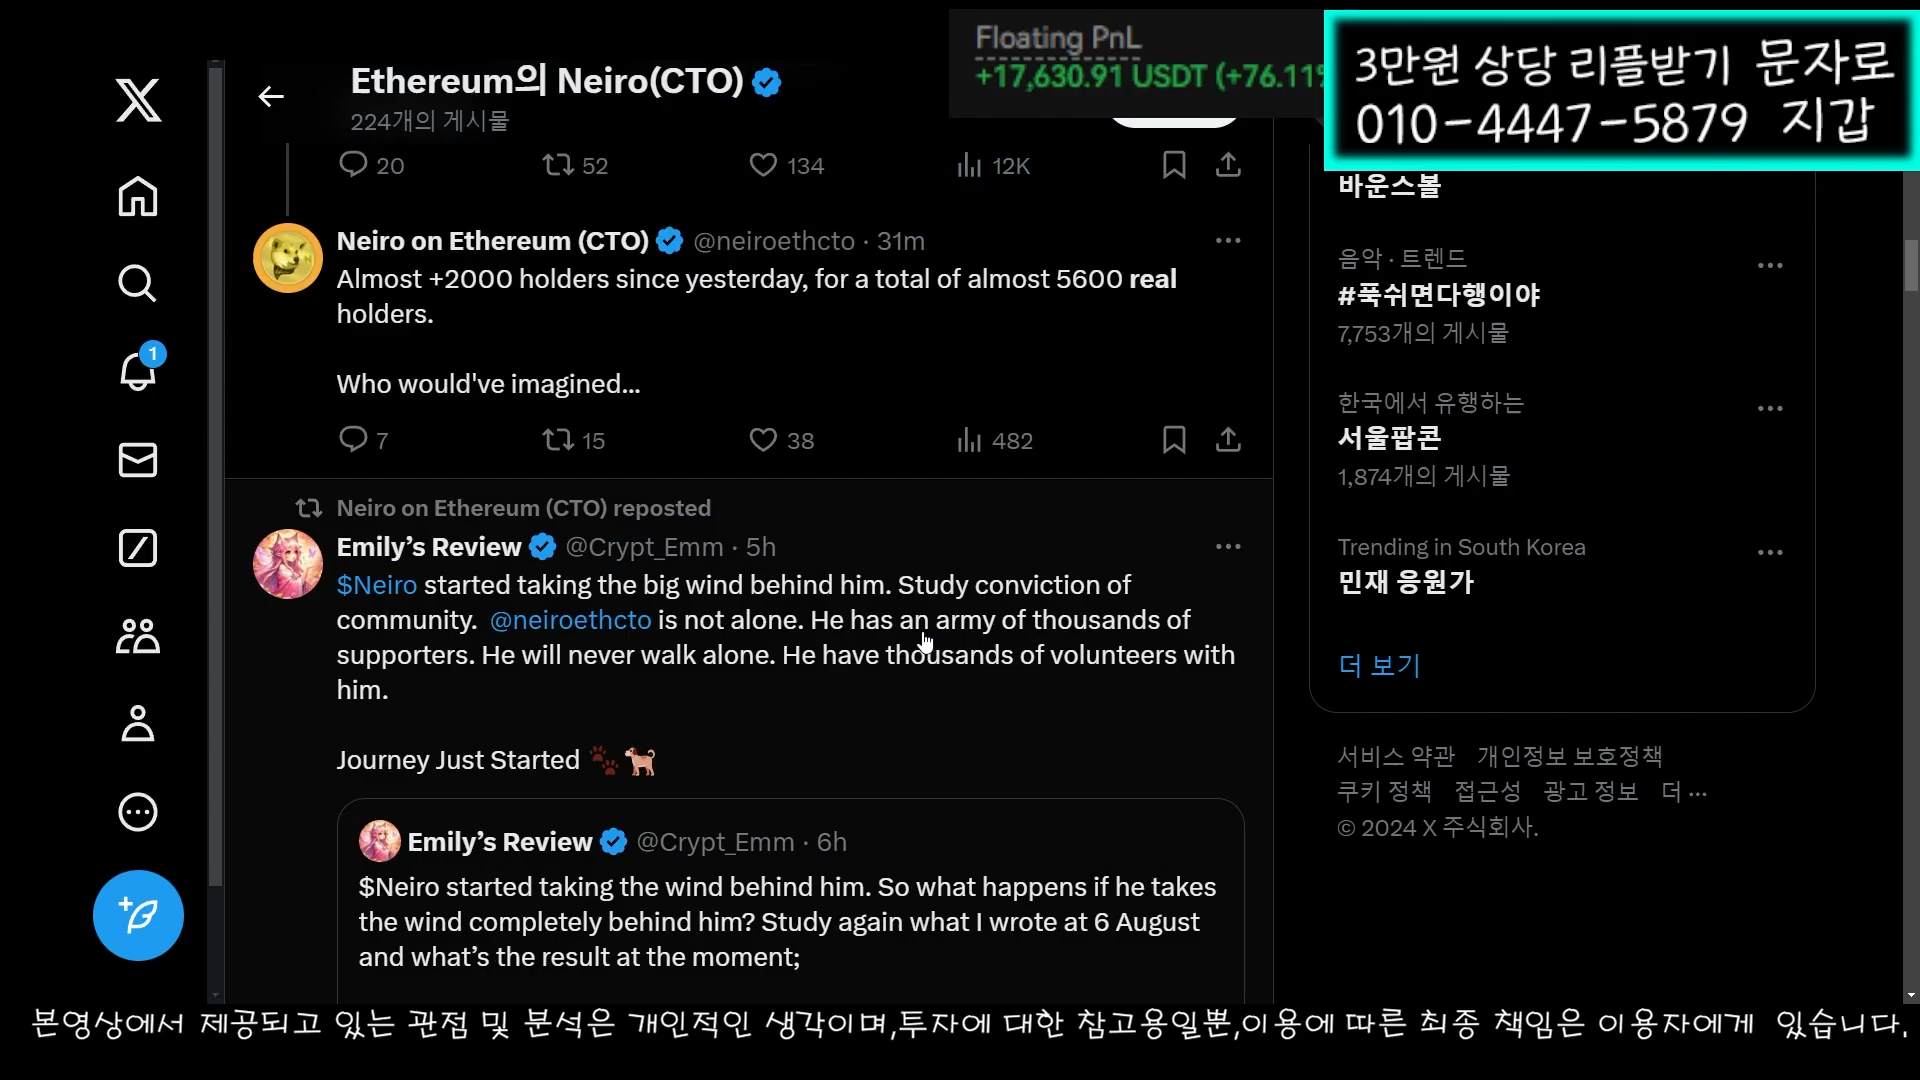 Ethereum의 Neiro(CTO)
224개의 게시물
Floating PnL
+17,630.91 USDT (+76.11%
3만원 상당 리플받기 문자로
010-4447-5879 지갑
20 52 134 12K
Neiro on Ethereum (CTO) @neiroethcto · 31m
Almost +2000 holders since yesterday, for a total of almost 5600 real
holders.
Who would've imagined...
7 15 38 482
Neiro on Ethereum (CTO) reposted
Emily’s Review @Crypt_Emm · 5h
$Neiro started taking the big wind behind him. Study conviction of
community. @neiroethcto is not alone. He has an army of thousands of
supporters. He will never walk alone. He have thousands of volunteers with
him.
Journey Just Started
Emily’s Review @Crypt_Emm · 6h
$Neiro started taking the wind behind him. So what happens if he takes
the wind completely behind him? Study again what I wrote at 6 August
and what’s the result at the moment;
1
바운스볼
음악 · 트렌드
#푹쉬면다행이야
7,753개의 게시물
한국에서 유행하는
서울팝콘
1,874개의 게시물
Trending in South Korea
민재 응원가
더 보기
서비스 약관 개인정보 보호정책
쿠키 정책 접근성 광고 정보 더 ···
© 2024 X 주식회사.
본영상에서 제공되고 있는 관점 및 분석은 개인적인 생각이며,투자에 대한 참고용일뿐,이용에 따른 최종 책임은 이용자에게 있습니다.